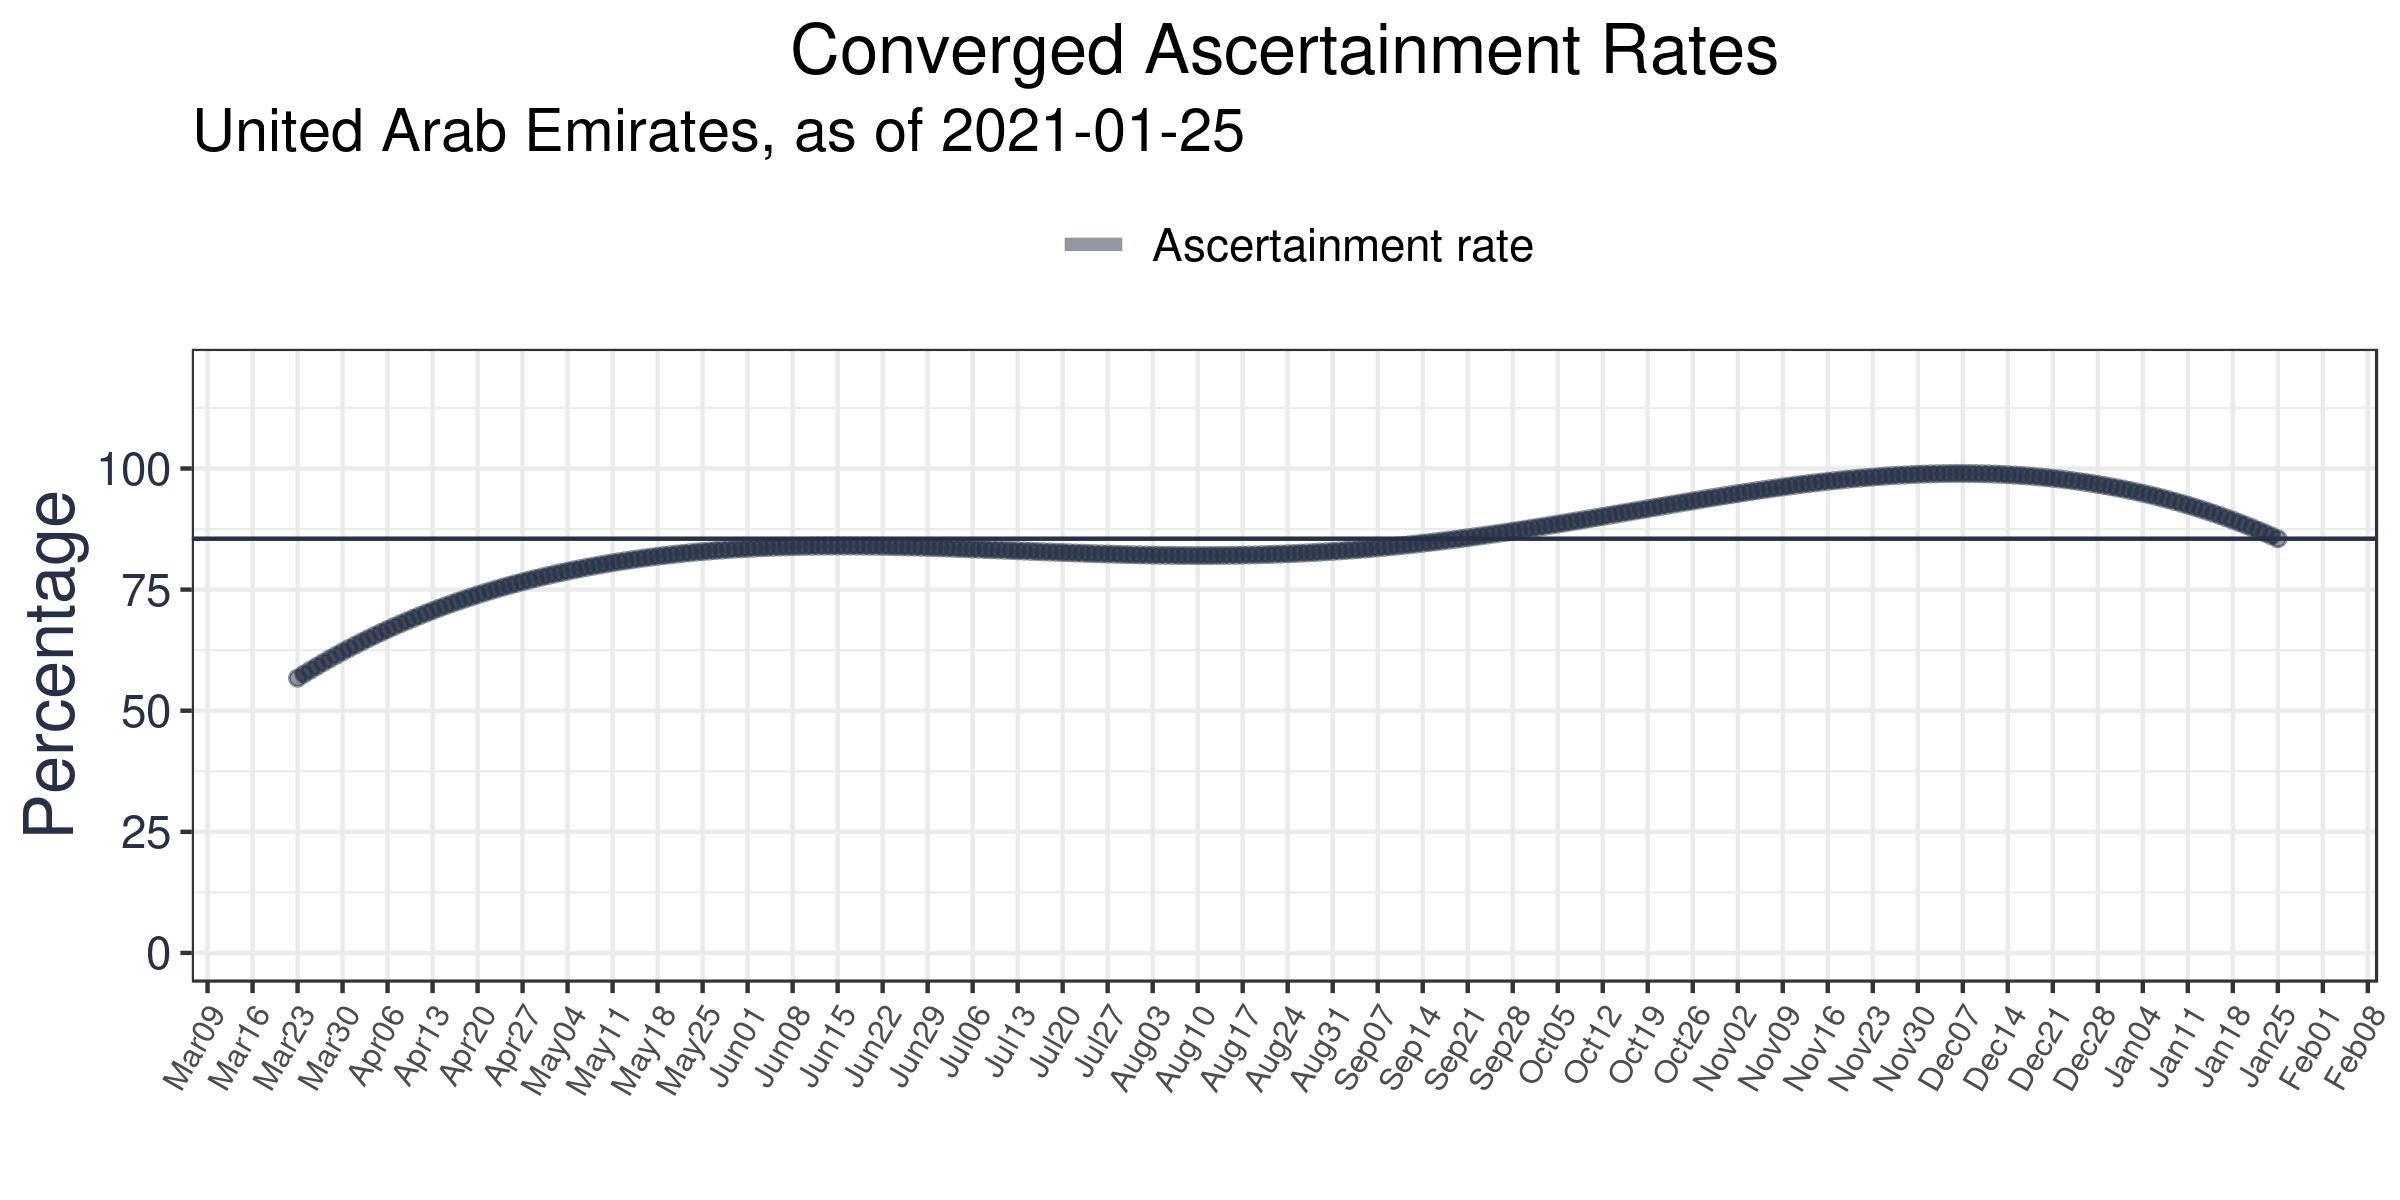 Converged Ascertainment Rates
United Arab Emirates, as of 2021-01-25
Ascertainment rate
Percentage
100
75
50
25
0
Mar09 Mar16 Mar23 Mar30 Apr06 Apr13 Apr20 Apr27 May04 May11 May18 May25 Jun01 Jun08 Jun15 Jun22 Jun29 Jul06 Jul13 Jul20 Jul27 Aug03 Aug10 Aug17 Aug24 Aug31 Sep07 Sep14 Sep21 Sep28 Oct05 Oct12 Oct19 Oct26 Nov02 Nov09 Nov16 Nov23 Nov30 Dec07 Dec14 Dec21 Dec28 Jan04 Jan11 Jan18 Jan25 Feb01 Feb08